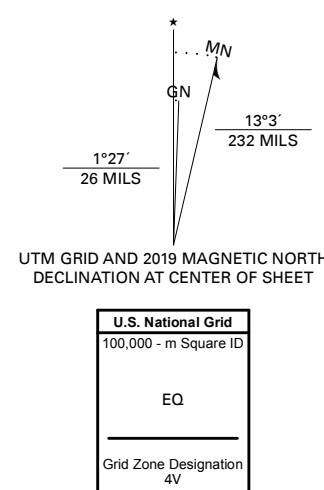 ★
MN
GN
13°3´
232 MILS
1°27´
26 MILS
UTM GRID AND 2019 MAGNETIC NORTH
DECLINATION AT CENTER OF SHEET
U.S. National Grid
100,000 - m Square ID
EQ
Grid Zone Designation
4V